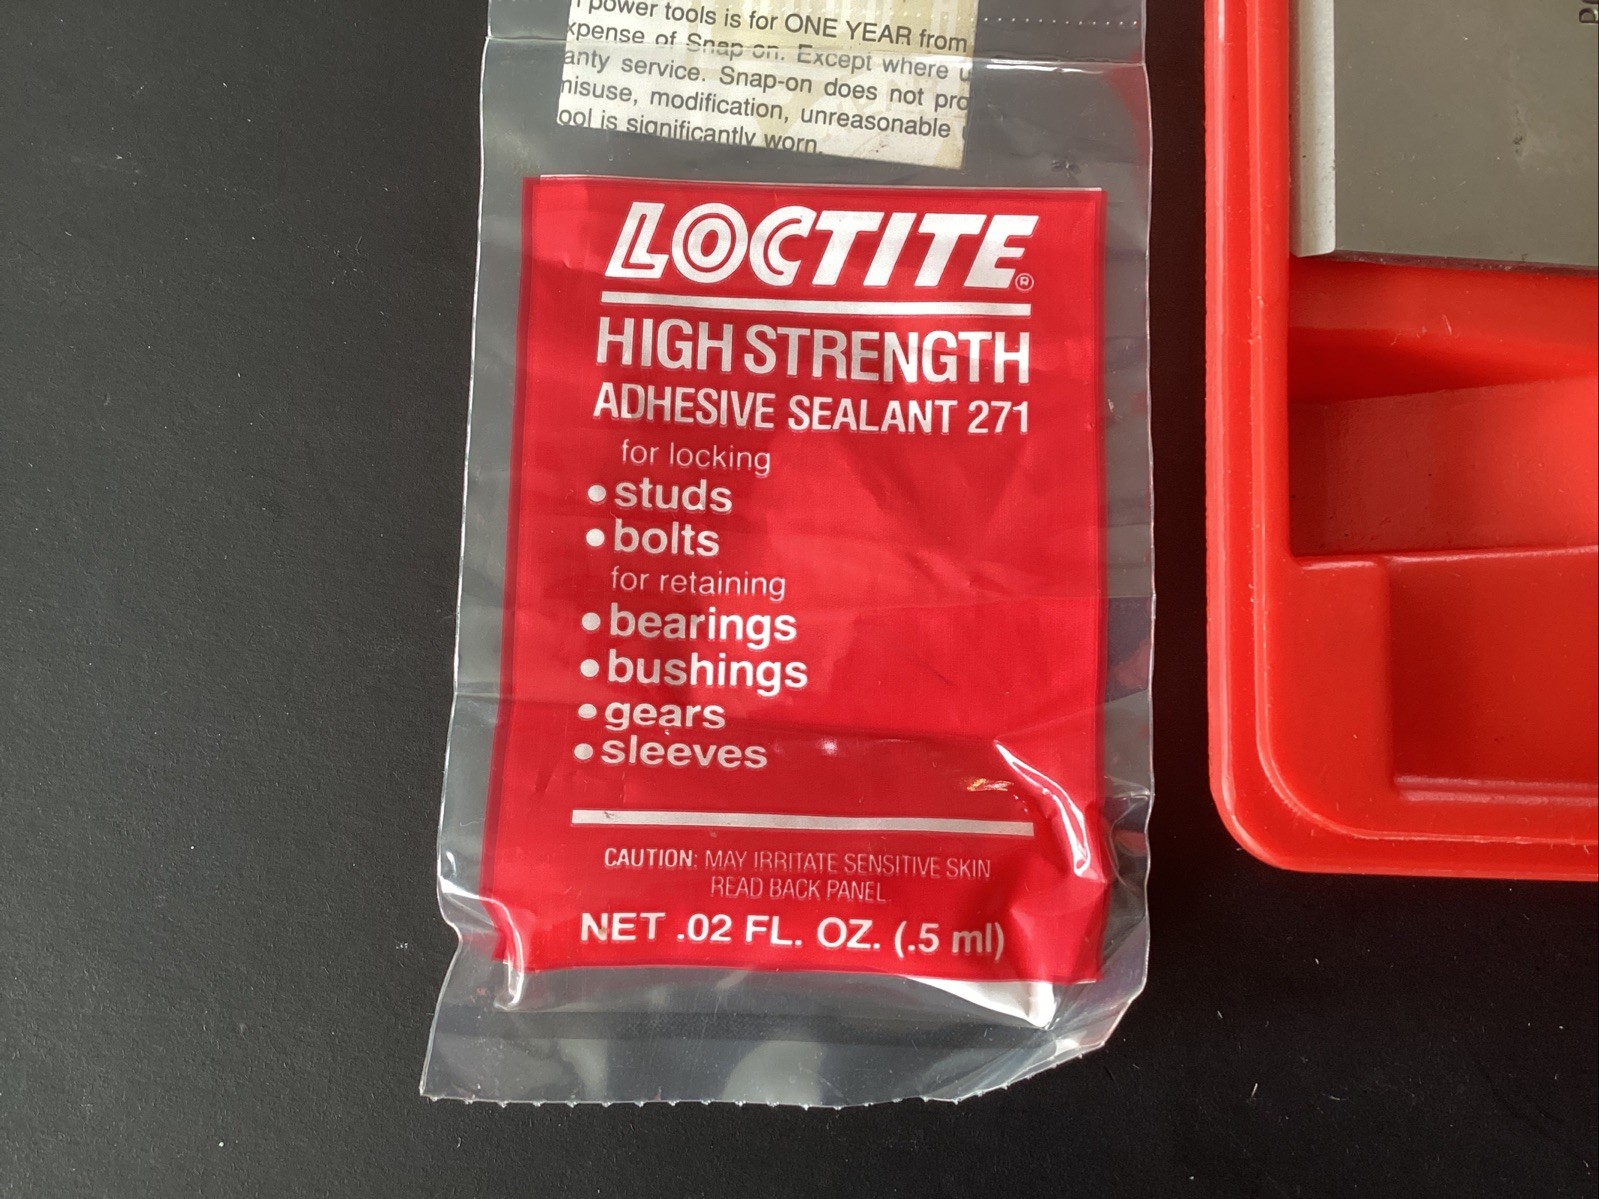 power tools is for ONE YEAR from
xpense of Snap-on. Except where
anty service. Snap-on does not pro
misuse, modification, unreasonable
ool is significantly worn.
LOCTITE®
HIGH STRENGTH
ADHESIVE SEALANT 271
for locking
• studs
• bolts
for retaining
• bearings
• bushings
• gears
• sleeves
CAUTION: MAY IRRITATE SENSITIVE SKIN
READ BACK PANEL
NET .02 FL. OZ. (.5 ml)